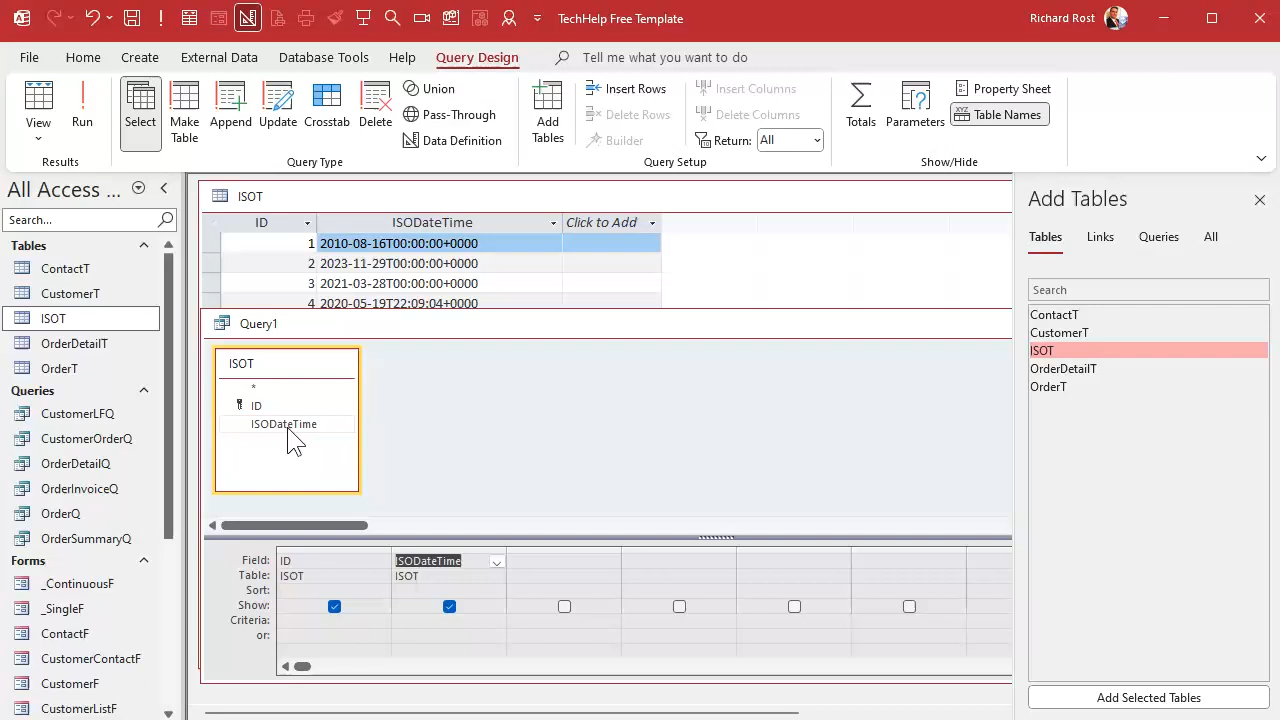 TechHelp Free Template
Richard Rost
File Home Create External Data Database Tools Help Query Design Tell me what you want to do
View
Run
Results
Select
Make Table
Append
Update
Crosstab
Delete
Union
Pass-Through
Data Definition
Query Type
Add Tables
Insert Rows
Delete Rows
Builder
Insert Columns
Delete Columns
Return: All
Query Setup
Totals
Parameters
Property Sheet
XYZ Table Names
Show/Hide
All Access ...
Search...
Tables
ContactT
CustomerT
ISOT
OrderDetailT
OrderT
Queries
CustomerLFQ
CustomerOrderQ
OrderDetailQ
OrderInvoiceQ
OrderQ
OrderSummaryQ
Forms
_ContinuousF
_SingleF
ContactF
CustomerContactF
CustomerF
CustomerListF
ISOT
ID ISODateTime Click to Add
1 2010-08-16T00:00:00+0000
2 2023-11-29T00:00:00+0000
3 2021-03-28T00:00:00+0000
4 2020-05-19T22:09:04+0000
Query1
ISOT
*
ID
ISODateTime
Field: ID ISODateTime
Table: ISOT ISOT
Sort:
Show:
Criteria:
or:
Add Tables
Tables Links Queries All
Search
ContactT
CustomerT
ISOT
OrderDetailT
OrderT
Add Selected Tables